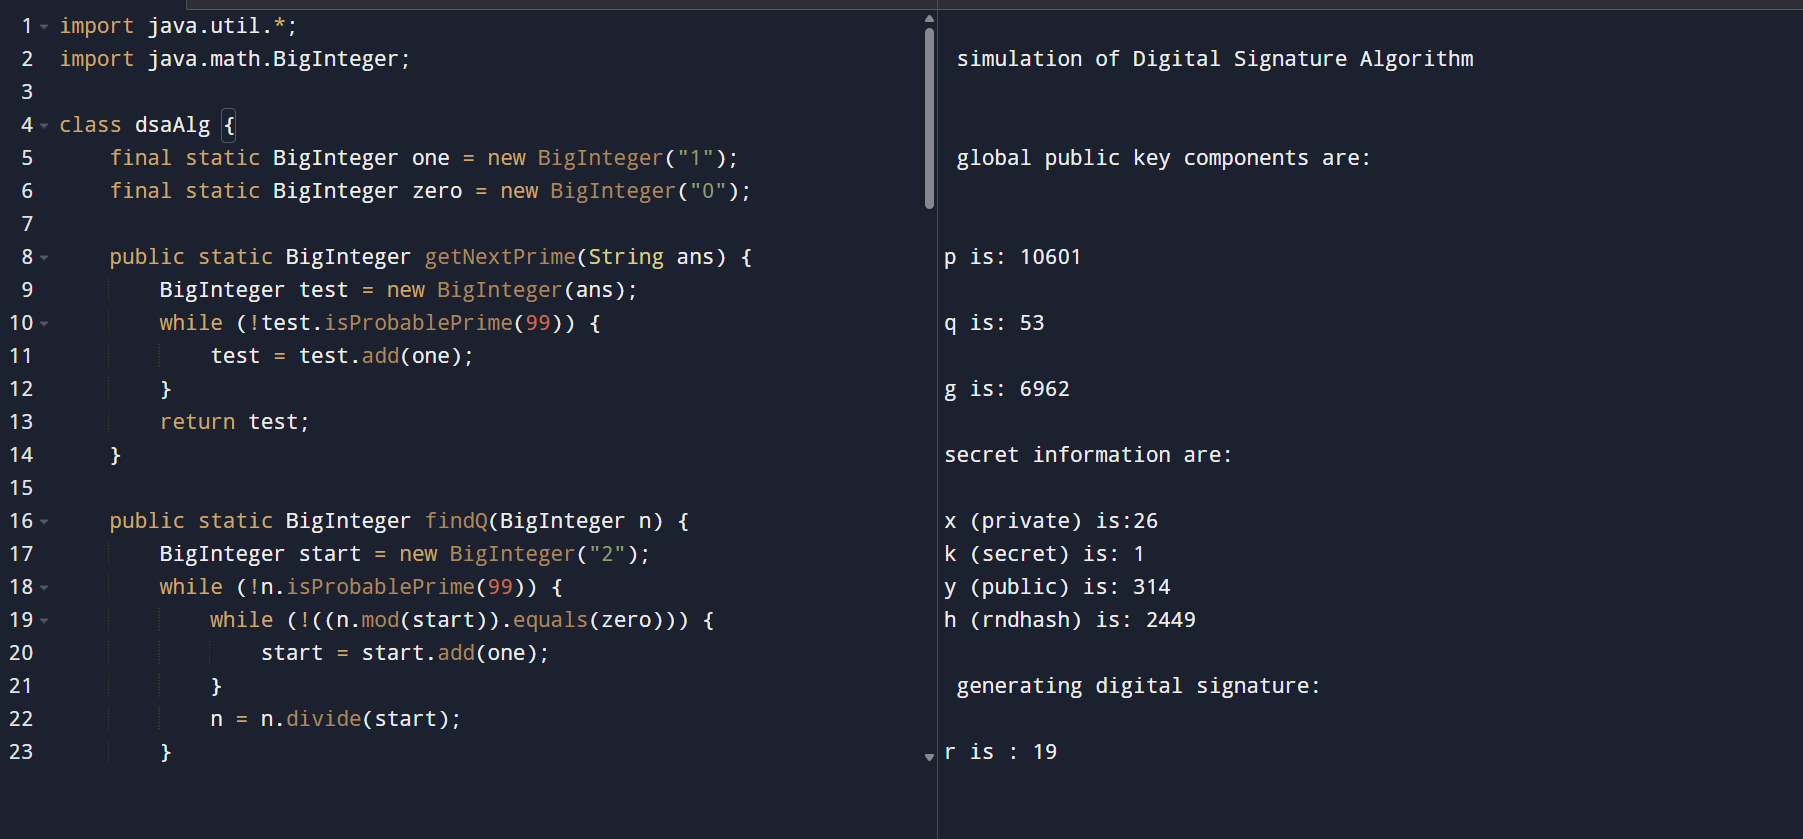 1 import java.util.*;
2 import java.math.BigInteger;
3
4 class dsaAlg {
5     final static BigInteger one = new BigInteger("1");
6     final static BigInteger zero = new BigInteger("0");
7
8     public static BigInteger getNextPrime(String ans) {
9         BigInteger test = new BigInteger(ans);
10         while (!test.isProbablePrime(99)) {
11             test = test.add(one);
12         }
13         return test;
14     }
15
16     public static BigInteger findQ(BigInteger n) {
17         BigInteger start = new BigInteger("2");
18         while (!n.isProbablePrime(99)) {
19             while (!((n.mod(start)).equals(zero))) {
20                 start = start.add(one);
21             }
22             n = n.divide(start);
23         }
simulation of Digital Signature Algorithm
global public key components are:
p is: 10601
q is: 53
g is: 6962
secret information are:
x (private) is:26
k (secret) is: 1
y (public) is: 314
h (rndhash) is: 2449
generating digital signature:
r is : 19